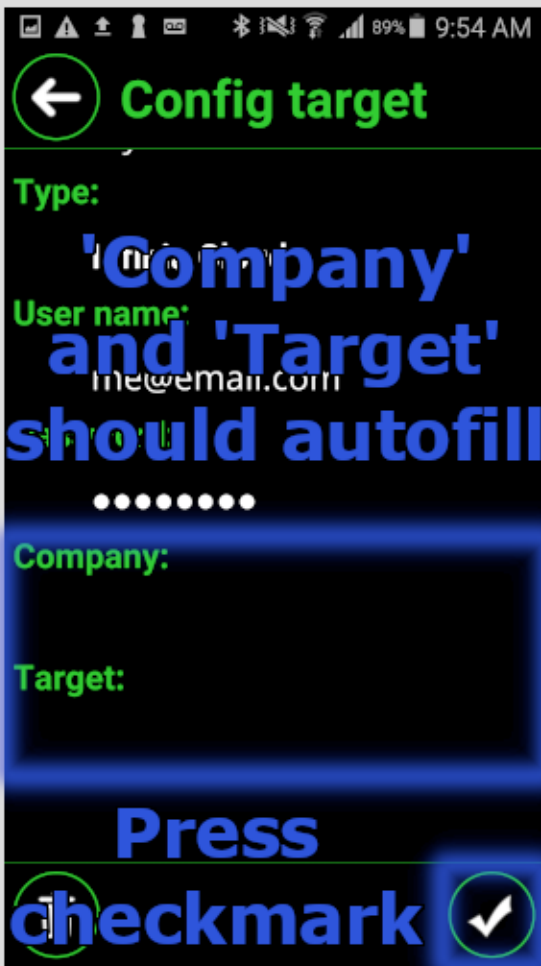 89% 9:54 AM
Config target
Type:
'Company'
User name:
and 'Target'
me@email.com
should autofill
Company:
Target:
Press
checkmark